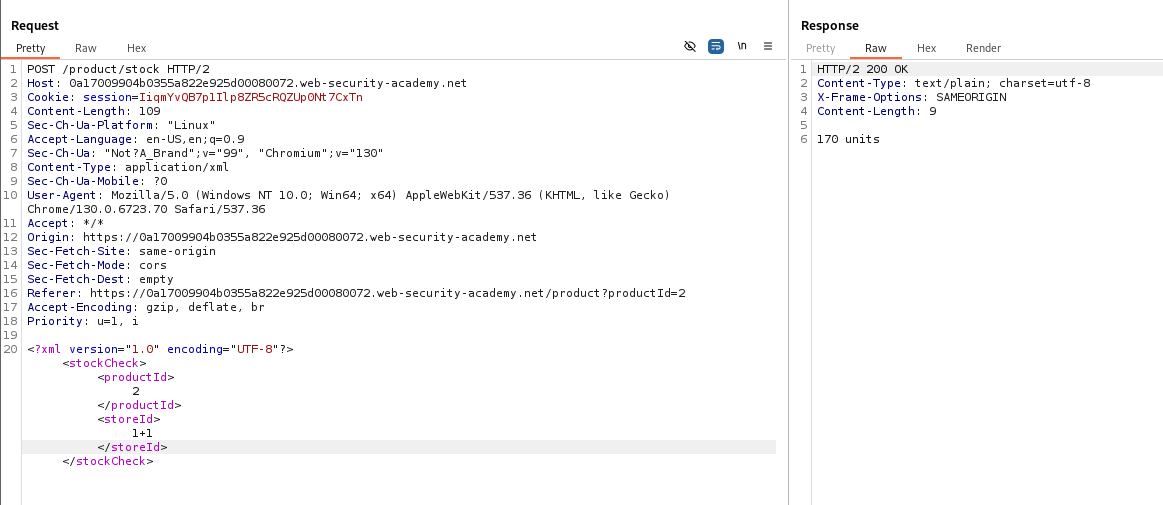 Request
Pretty Raw Hex \n
1 POST /product/stock HTTP/2
2 Host: 0a17009904b0355a822e925d00080072.web-security-academy.net
3 Cookie: session=IiqmYvQB7p1Ilp8ZR5cRQZUp0Nt7CxTn
4 Content-Length: 109
5 Sec-Ch-Ua-Platform: "Linux"
6 Accept-Language: en-US,en;q=0.9
7 Sec-Ch-Ua: "Not?A_Brand";v="99", "Chromium";v="130"
8 Content-Type: application/xml
9 Sec-Ch-Ua-Mobile: ?0
10 User-Agent: Mozilla/5.0 (Windows NT 10.0; Win64; x64) AppleWebKit/537.36 (KHTML, like Gecko)
Chrome/130.0.6723.70 Safari/537.36
11 Accept: */*
12 Origin: https://0a17009904b0355a822e925d00080072.web-security-academy.net
13 Sec-Fetch-Site: same-origin
14 Sec-Fetch-Mode: cors
15 Sec-Fetch-Dest: empty
16 Referer: https://0a17009904b0355a822e925d00080072.web-security-academy.net/product?productId=2
17 Accept-Encoding: gzip, deflate, br
18 Priority: u=1, i
19
20 <?xml version="1.0" encoding="UTF-8"?>
<stockCheck>
<productId>
2
</productId>
<storeId>
1+1
</storeId>
</stockCheck>
Response
Pretty Raw Hex Render
1 HTTP/2 200 OK
2 Content-Type: text/plain; charset=utf-8
3 X-Frame-Options: SAMEORIGIN
4 Content-Length: 9
5
6 170 units